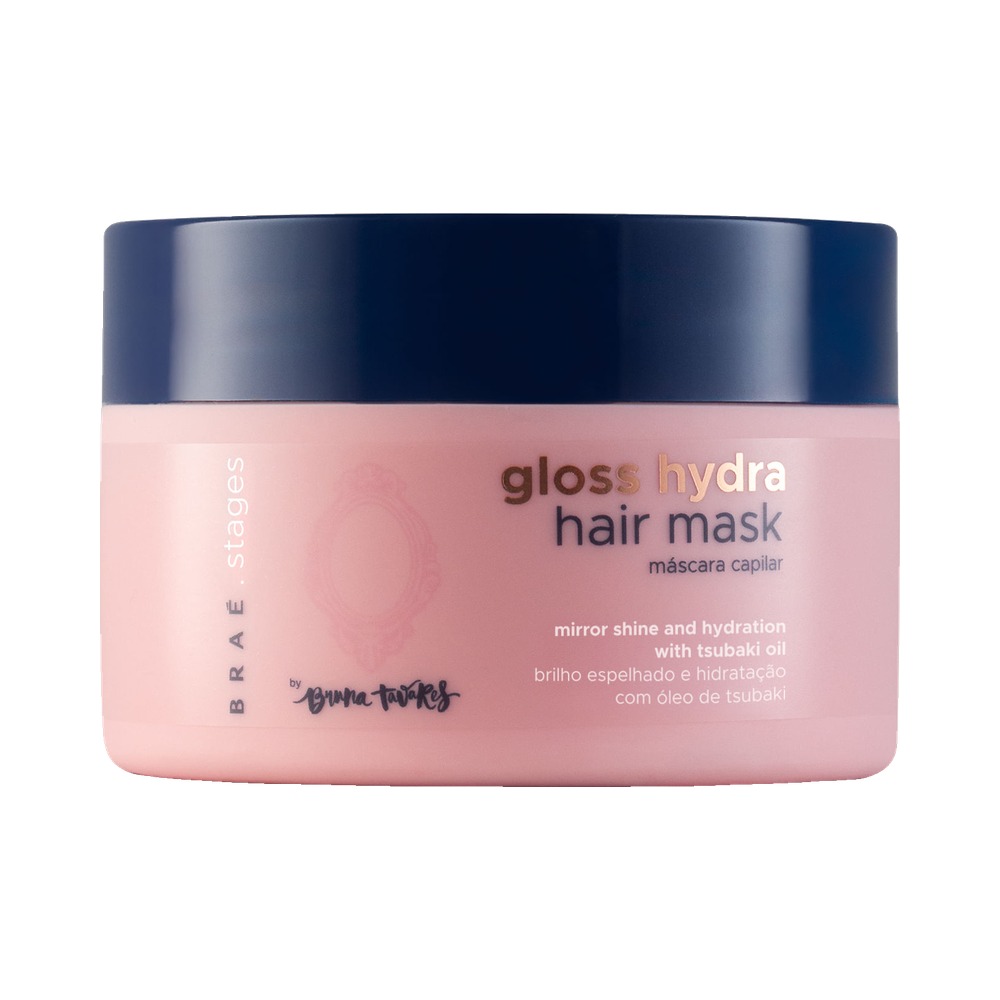 BRAÉ.stages
gloss hydra
hair mask
máscara capilar
mirror shine and hydration
with tsubaki oil
brilho espelhado e hidratação
com óleo de tsubaki
by Bruna Tavares